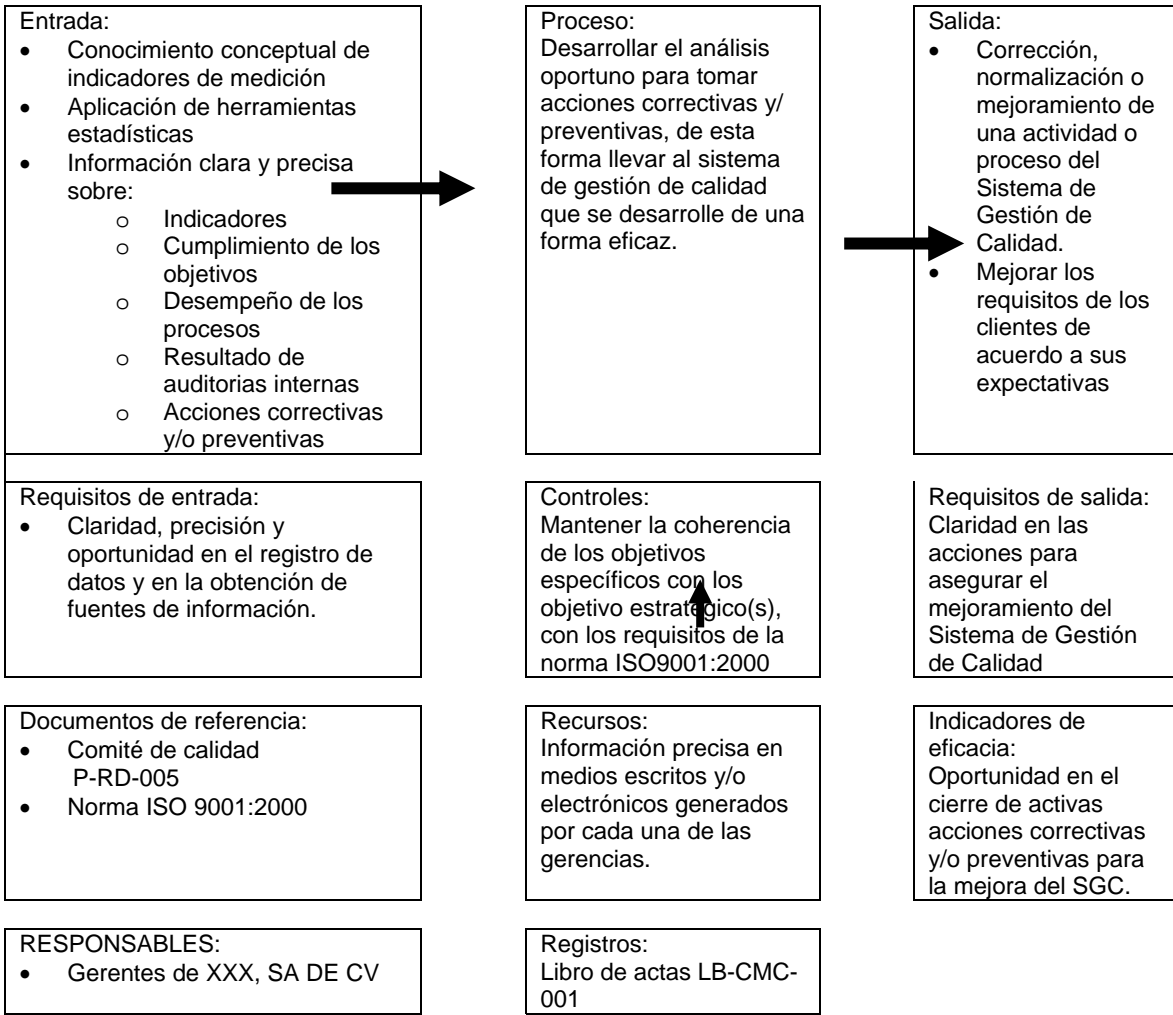 Entrada:
• Conocimiento conceptual de
indicadores de medición
• Aplicación de herramientas
estadísticas
• Información clara y precisa
sobre:
o Indicadores
o Cumplimiento de los
objetivos
o Desempeño de los
procesos
o Resultado de
auditorias internas
o Acciones correctivas
y/o preventivas
Proceso:
Desarrollar el análisis
oportuno para tomar
acciones correctivas y/
preventivas, de esta
forma llevar al sistema
de gestión de calidad
que se desarrolle de una
forma eficaz.
Salida:
• Corrección,
normalización o
mejoramiento de
una actividad o
proceso del
Sistema de
Gestión de
Calidad.
• Mejorar los
requisitos de los
clientes de
acuerdo a sus
expectativas
Requisitos de entrada:
• Claridad, precisión y
oportunidad en el registro de
datos y en la obtención de
fuentes de información.
Controles:
Mantener la coherencia
de los objetivos
específicos con los
objetivo estratégico(s),
con los requisitos de la
norma ISO9001:2000
Requisitos de salida:
Claridad en las
acciones para
asegurar el
mejoramiento del
Sistema de Gestión
de Calidad
Documentos de referencia:
• Comité de calidad
P-RD-005
• Norma ISO 9001:2000
Recursos:
Información precisa en
medios escritos y/o
electrónicos generados
por cada una de las
gerencias.
Indicadores de
eficacia:
Oportunidad en el
cierre de activas
acciones correctivas
y/o preventivas para
la mejora del SGC.
RESPONSABLES:
• Gerentes de XXX, SA DE CV
Registros:
Libro de actas LB-CMC-
001